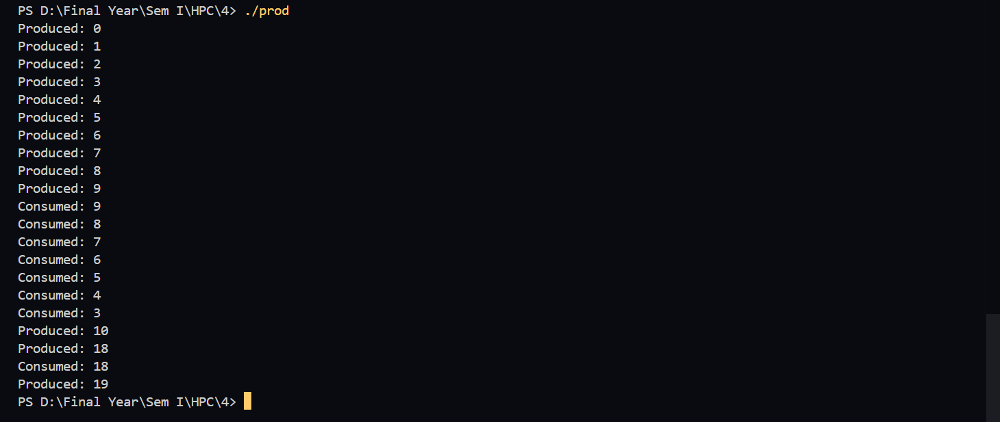 PS D:\Final Year\Sem I\HPC\4> ./prod
Produced: 0
Produced: 1
Produced: 2
Produced: 3
Produced: 4
Produced: 5
Produced: 6
Produced: 7
Produced: 8
Produced: 9
Consumed: 9
Consumed: 8
Consumed: 7
Consumed: 6
Consumed: 5
Consumed: 4
Consumed: 3
Produced: 10
Produced: 18
Consumed: 18
Produced: 19
PS D:\Final Year\Sem I\HPC\4>